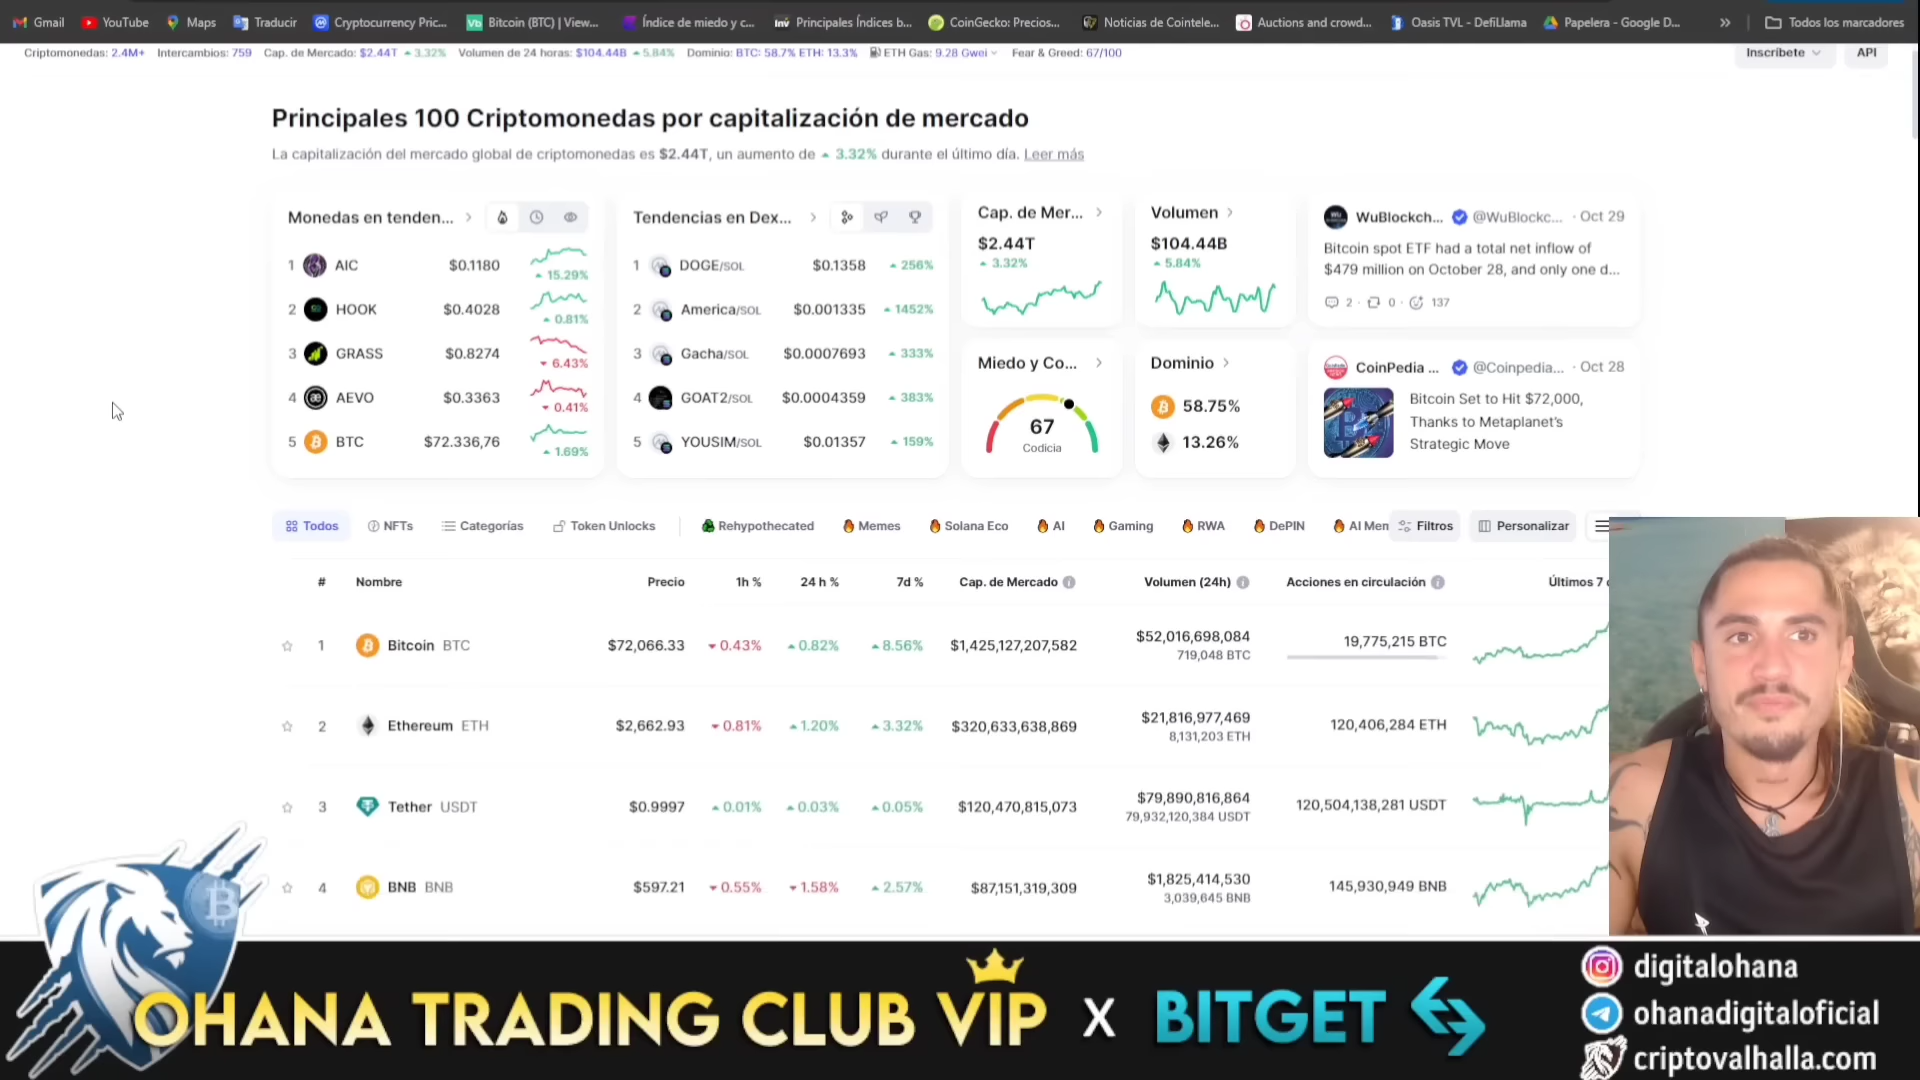 Gmail YouTube Maps Traducir Cryptocurrency Pric... Bitcoin (BTC) | View... Índice de miedo y c... Principales Índices b... CoinGecko: Precios... Noticias de Cointele... Auctions and crowd... Oasis TVL - DefiLlama Papelera - Google D... » Todos los marcadores
Criptomonedas: 2.4M+ Intercambios: 759 Cap. de Mercado: $2.44T 3.32% Volumen de 24 horas: $104.44B 5.84% Dominio: BTC: 58.7% ETH: 13.3% ETH Gas: 9.28 Gwei Fear & Greed: 67/100 Inscríbete API
Principales 100 Criptomonedas por capitalización de mercado
La capitalización del mercado global de criptomonedas es $2.44T, un aumento de 3.32% durante el último día. Leer más
Monedas en tenden...
1 AIC $0.1180 15.29%
2 HOOK $0.4028 0.81%
3 GRASS $0.8274 6.43%
4 AEVO $0.3363 0.41%
5 BTC $72.336,76 1.69%
Tendencias en Dex...
1 DOGE/SOL $0.1358 256%
2 America/SOL $0.001335 1452%
3 Gacha/SOL $0.0007693 333%
4 GOAT2/SOL $0.0004359 383%
5 YOUSIM/SOL $0.01357 159%
Cap. de Mer...
$2.44T
3.32%
Volumen
$104.44B
5.84%
Miedo y Co...
67
Codicia
Dominio
58.75%
13.26%
WuBlockch... @WuBlockc... · Oct 29
Bitcoin spot ETF had a total net inflow of
$479 million on October 28, and only one d...
2 · 0 · 137
CoinPedia ... @Coinpedia... · Oct 28
Bitcoin Set to Hit $72,000,
Thanks to Metaplanet's
Strategic Move
Todos NFTs Categorías Token Unlocks Rehypothecated Memes Solana Eco AI Gaming RWA DePIN AI Mem Filtros Personalizar
# Nombre Precio 1h % 24 h % 7d % Cap. de Mercado Volumen (24h) Acciones en circulación Últimos 7
1 Bitcoin BTC $72,066.33 0.43% 0.82% 8.56% $1,425,127,207,582 $52,016,698,084 19,775,215 BTC
719,048 BTC
2 Ethereum ETH $2,662.93 0.81% 1.20% 3.32% $320,633,638,869 $21,816,977,469 120,406,284 ETH
8,131,203 ETH
3 Tether USDT $0.9997 0.01% 0.03% 0.05% $120,470,815,073 $79,890,816,864 120,504,138,281 USDT
79,932,120,384 USDT
4 BNB BNB $597.21 0.55% 1.58% 2.57% $87,151,319,309 $1,825,414,530 145,930,949 BNB
3,039,645 BNB
OHANA TRADING CLUB VIP X BITGET
digitalohana
ohanadigitaloficial
criptovalhalla.com